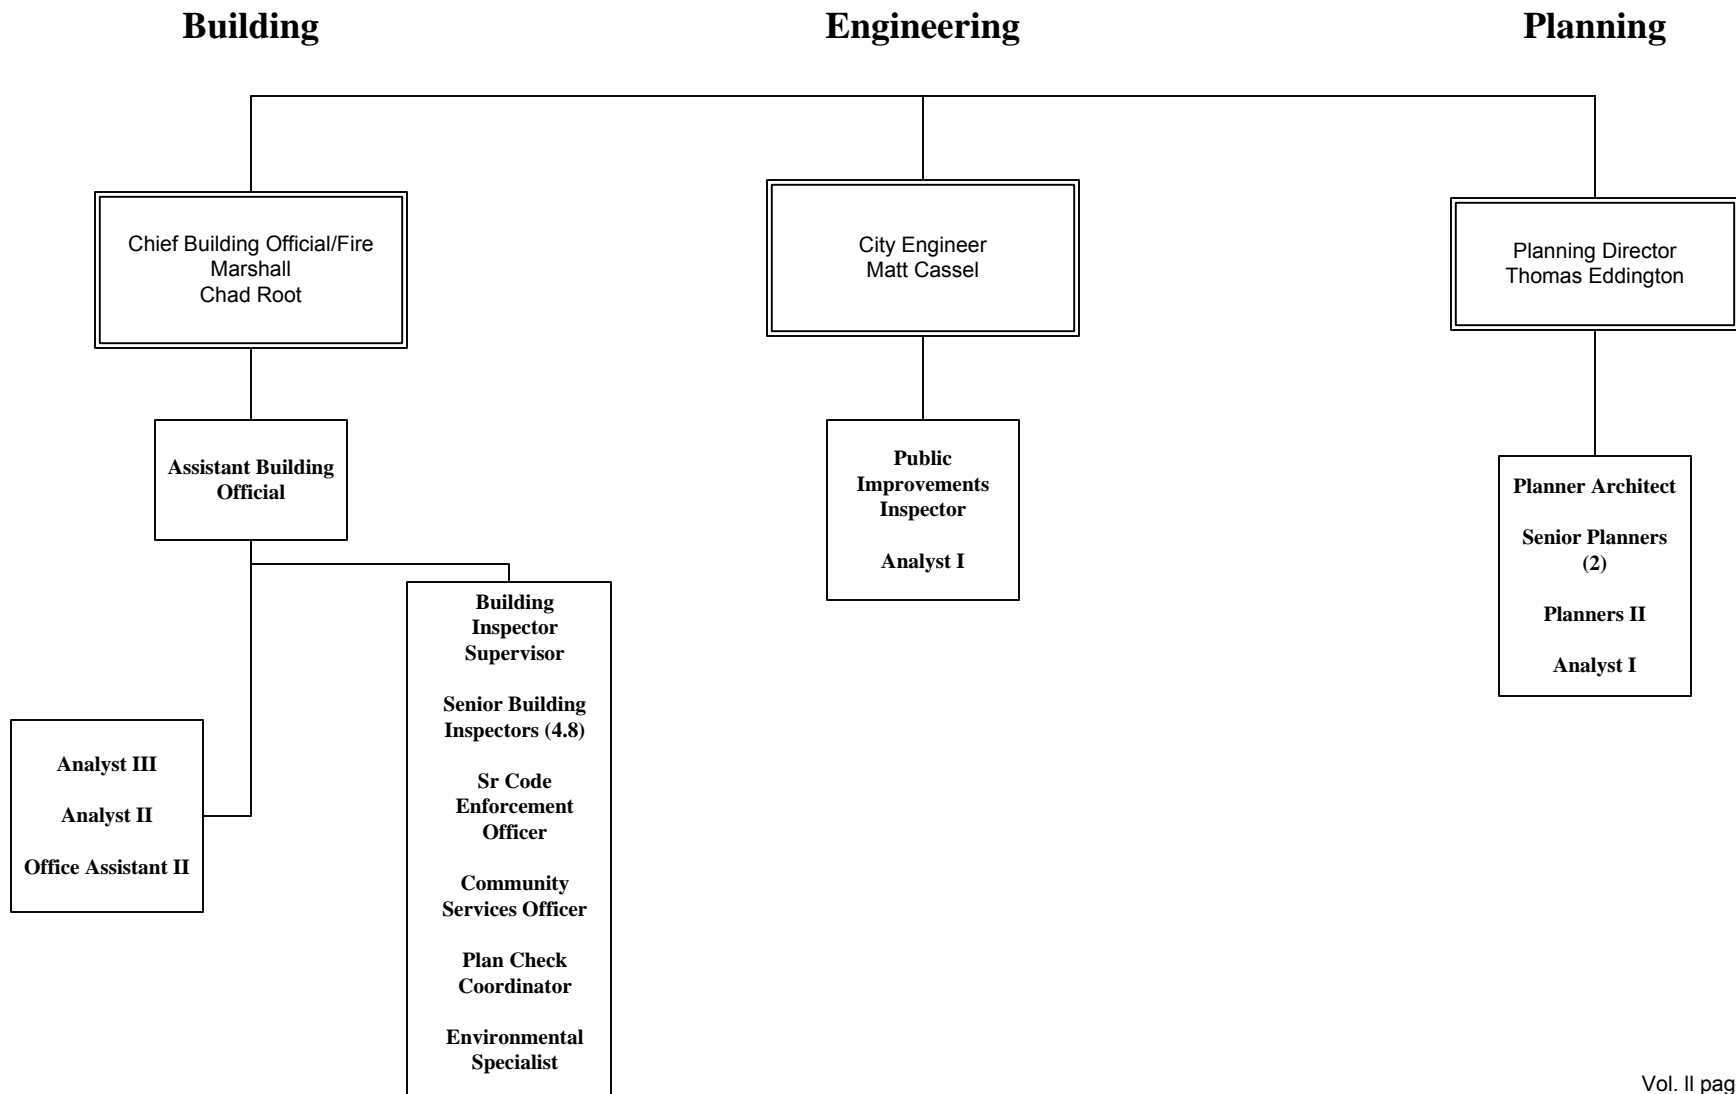 Building
Engineering
Planning
Chief Building Official/Fire
Marshall
Chad Root
City Engineer
Matt Cassel
Planning Director
Thomas Eddington
Assistant Building
Official
Public
Improvements
Inspector
Analyst I
Planner Architect
Senior Planners
(2)
Planners II
Analyst I
Building
Inspector
Supervisor
Senior Building
Inspectors (4.8)
Sr Code
Enforcement
Officer
Community
Services Officer
Plan Check
Coordinator
Environmental
Specialist
Analyst III
Analyst II
Office Assistant II
Vol. II pag